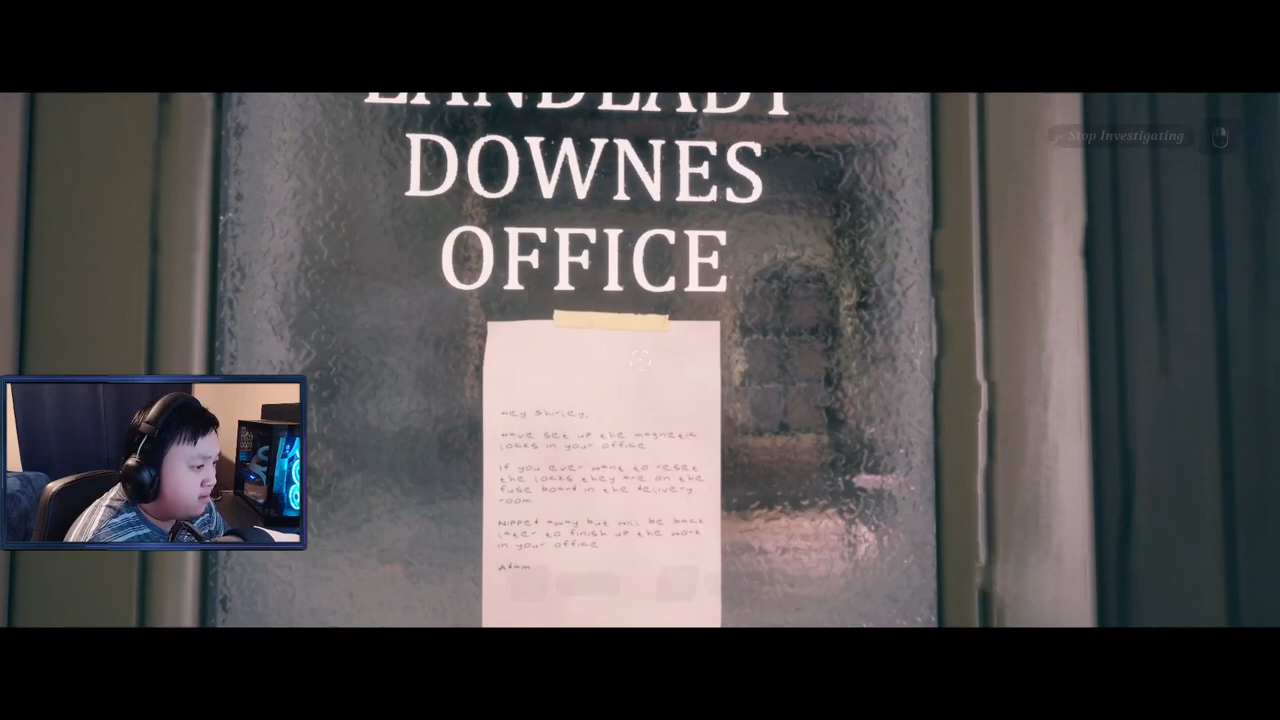 LANDLADY
DOWNES
OFFICE
Stop Investigating
Hey Shirley,
Have set up the magnetic
locks in your office
If you ever want to reset
the locks they are on the
fuse board in the delivery
room
Nipped away but will be back
later to finish up the work
in your office
Adam